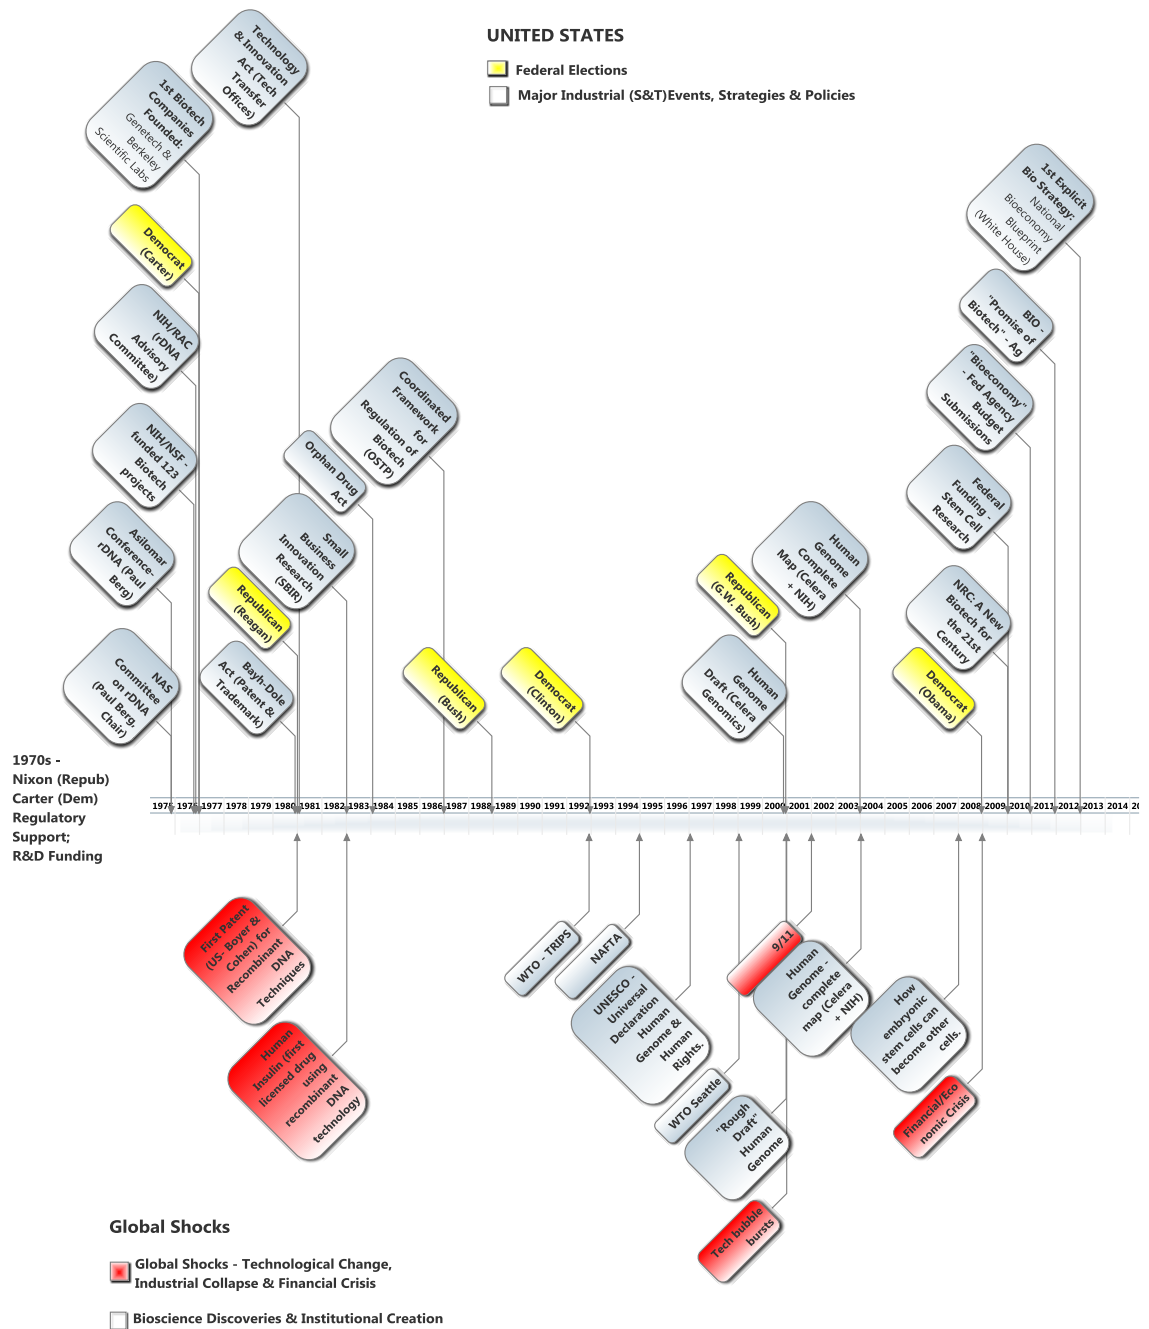 UNITED STATES
Federal Elections
Major Industrial (S&T)Events, Strategies & Policies
Technology
& Innovation
Act (Tech
Transfer
Offices)
1st Biotech
Companies
Founded:
Genetech &
Berkeley
Scientific Labs
Democrat
(Carter)
NIH/RAC
(rDNA
Advisory
Committee)
NIH/NSF -
funded 123
Biotech
projects
Asilomar
Conference-
rDNA (Paul
Berg)
NAS
Committee
on rDNA
(Paul Berg,
Chair)
Coordinated
Framework
for
Regulation of
Biotech
(OSTP)
Orphan Drug
Act
Small
Business
Innovation
Research
(SBIR)
Republican
(Reagan)
Bayh-Dole
Act (Patent &
Trademark)
Republican
(Bush)
Democrat
(Clinton)
Republican
(G.W. Bush)
Human
Genome
Complete
Map (Celera
+ NIH)
Human
Genome
Draft (Celera
Genomics)
1st Explicit
Bio Strategy:
National
Bioeconomy
Blueprint
(White House)
BIO -
"Promise of
Biotech" - Ag
"Bioeconomy"
- Fed Agency
Budget
Submissions
Federal
Funding -
Stem Cell
Research
NRC: A New
Biotech for
the 21st
Century
Democrat
(Obama)
1970s -
Nixon (Repub)
Carter (Dem)
Regulatory
Support;
R&D Funding
1975 1976 1977 1978 1979 1980 1981 1982 1983 1984 1985 1986 1987 1988 1989 1990 1991 1992 1993 1994 1995 1996 1997 1998 1999 2000 2001 2002 2003 2004 2005 2006 2007 2008 2009 2010 2011 2012 2013 2014
First Patent
(US- Boyer &
Cohen) for
Recombinant
DNA
Techniques
Human
Insulin (first
licensed drug
using
recombinant
DNA
technology
WTO - TRIPS
NAFTA
UNESCO -
Universal
Declaration
Human
Genome &
Human
Rights.
WTO Seattle
"Rough
Draft"
Human
Genome
Tech bubble
bursts
9/11
Human
Genome -
complete
map (Celera
+ NIH)
How
embryonic
stem cells can
become other
cells.
Financial/Eco
nomic Crisis
Global Shocks
Global Shocks - Technological Change,
Industrial Collapse & Financial Crisis
Bioscience Discoveries & Institutional Creation